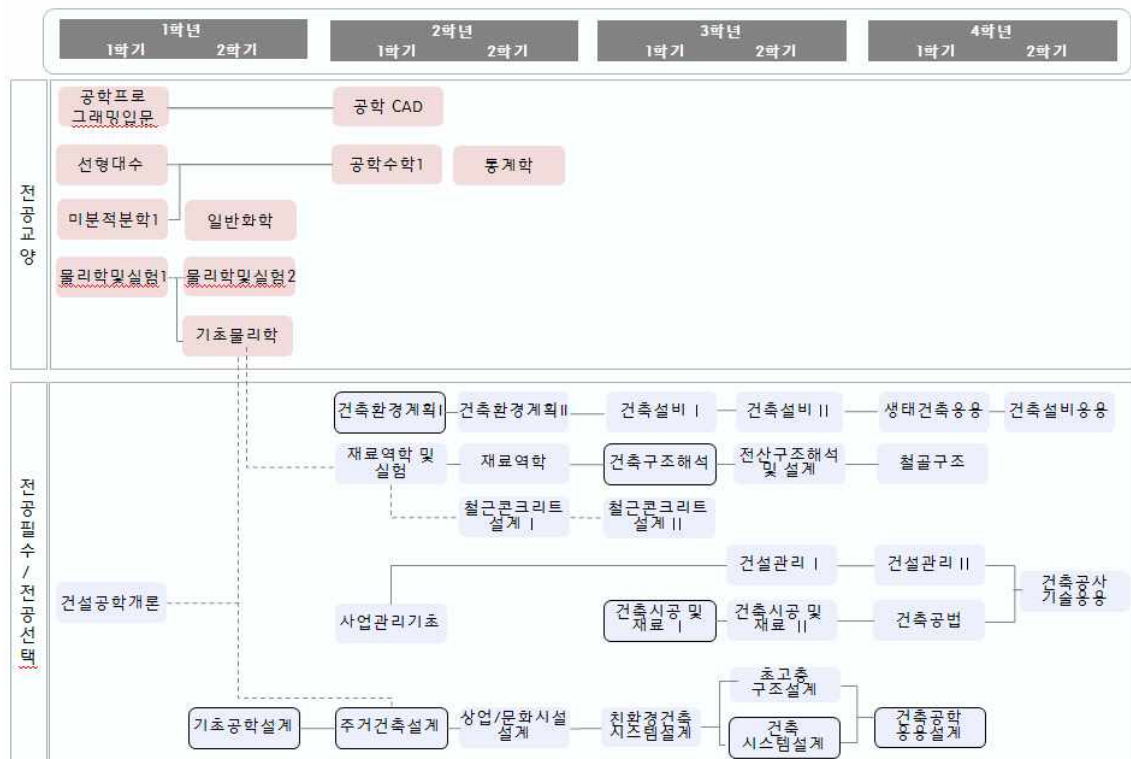 1학년 2학년 3학년 4학년
1학기 2학기 1학기 2학기 1학기 2학기 1학기 2학기
전공교양
공학프로
그래밍입문
공학 CAD
선형대수
공학수학1
통계학
미분적분학1
일반화학
물리학및실험1
물리학및실험2
기초물리학
전공필수/전공선택
건축환경계획I
건축환경계획II
건축설비 I
건축설비 II
생태건축응용
건축설비응용
재료역학 및
실험
재료역학
건축구조해석
전산구조해석
및 설계
철골구조
철근콘크리트
설계 I
철근콘크리트
설계 II
건설공학개론
사업관리기초
건설관리 I
건설관리 II
건축시공 및
재료 I
건축시공 및
재료 II
건축공법
건축공사
기술응용
기초공학설계
주거건축설계
상업/문화시설
설계
친환경건축
시스템설계
초고층
구조설계
건축
시스템설계
건축공학
응용설계